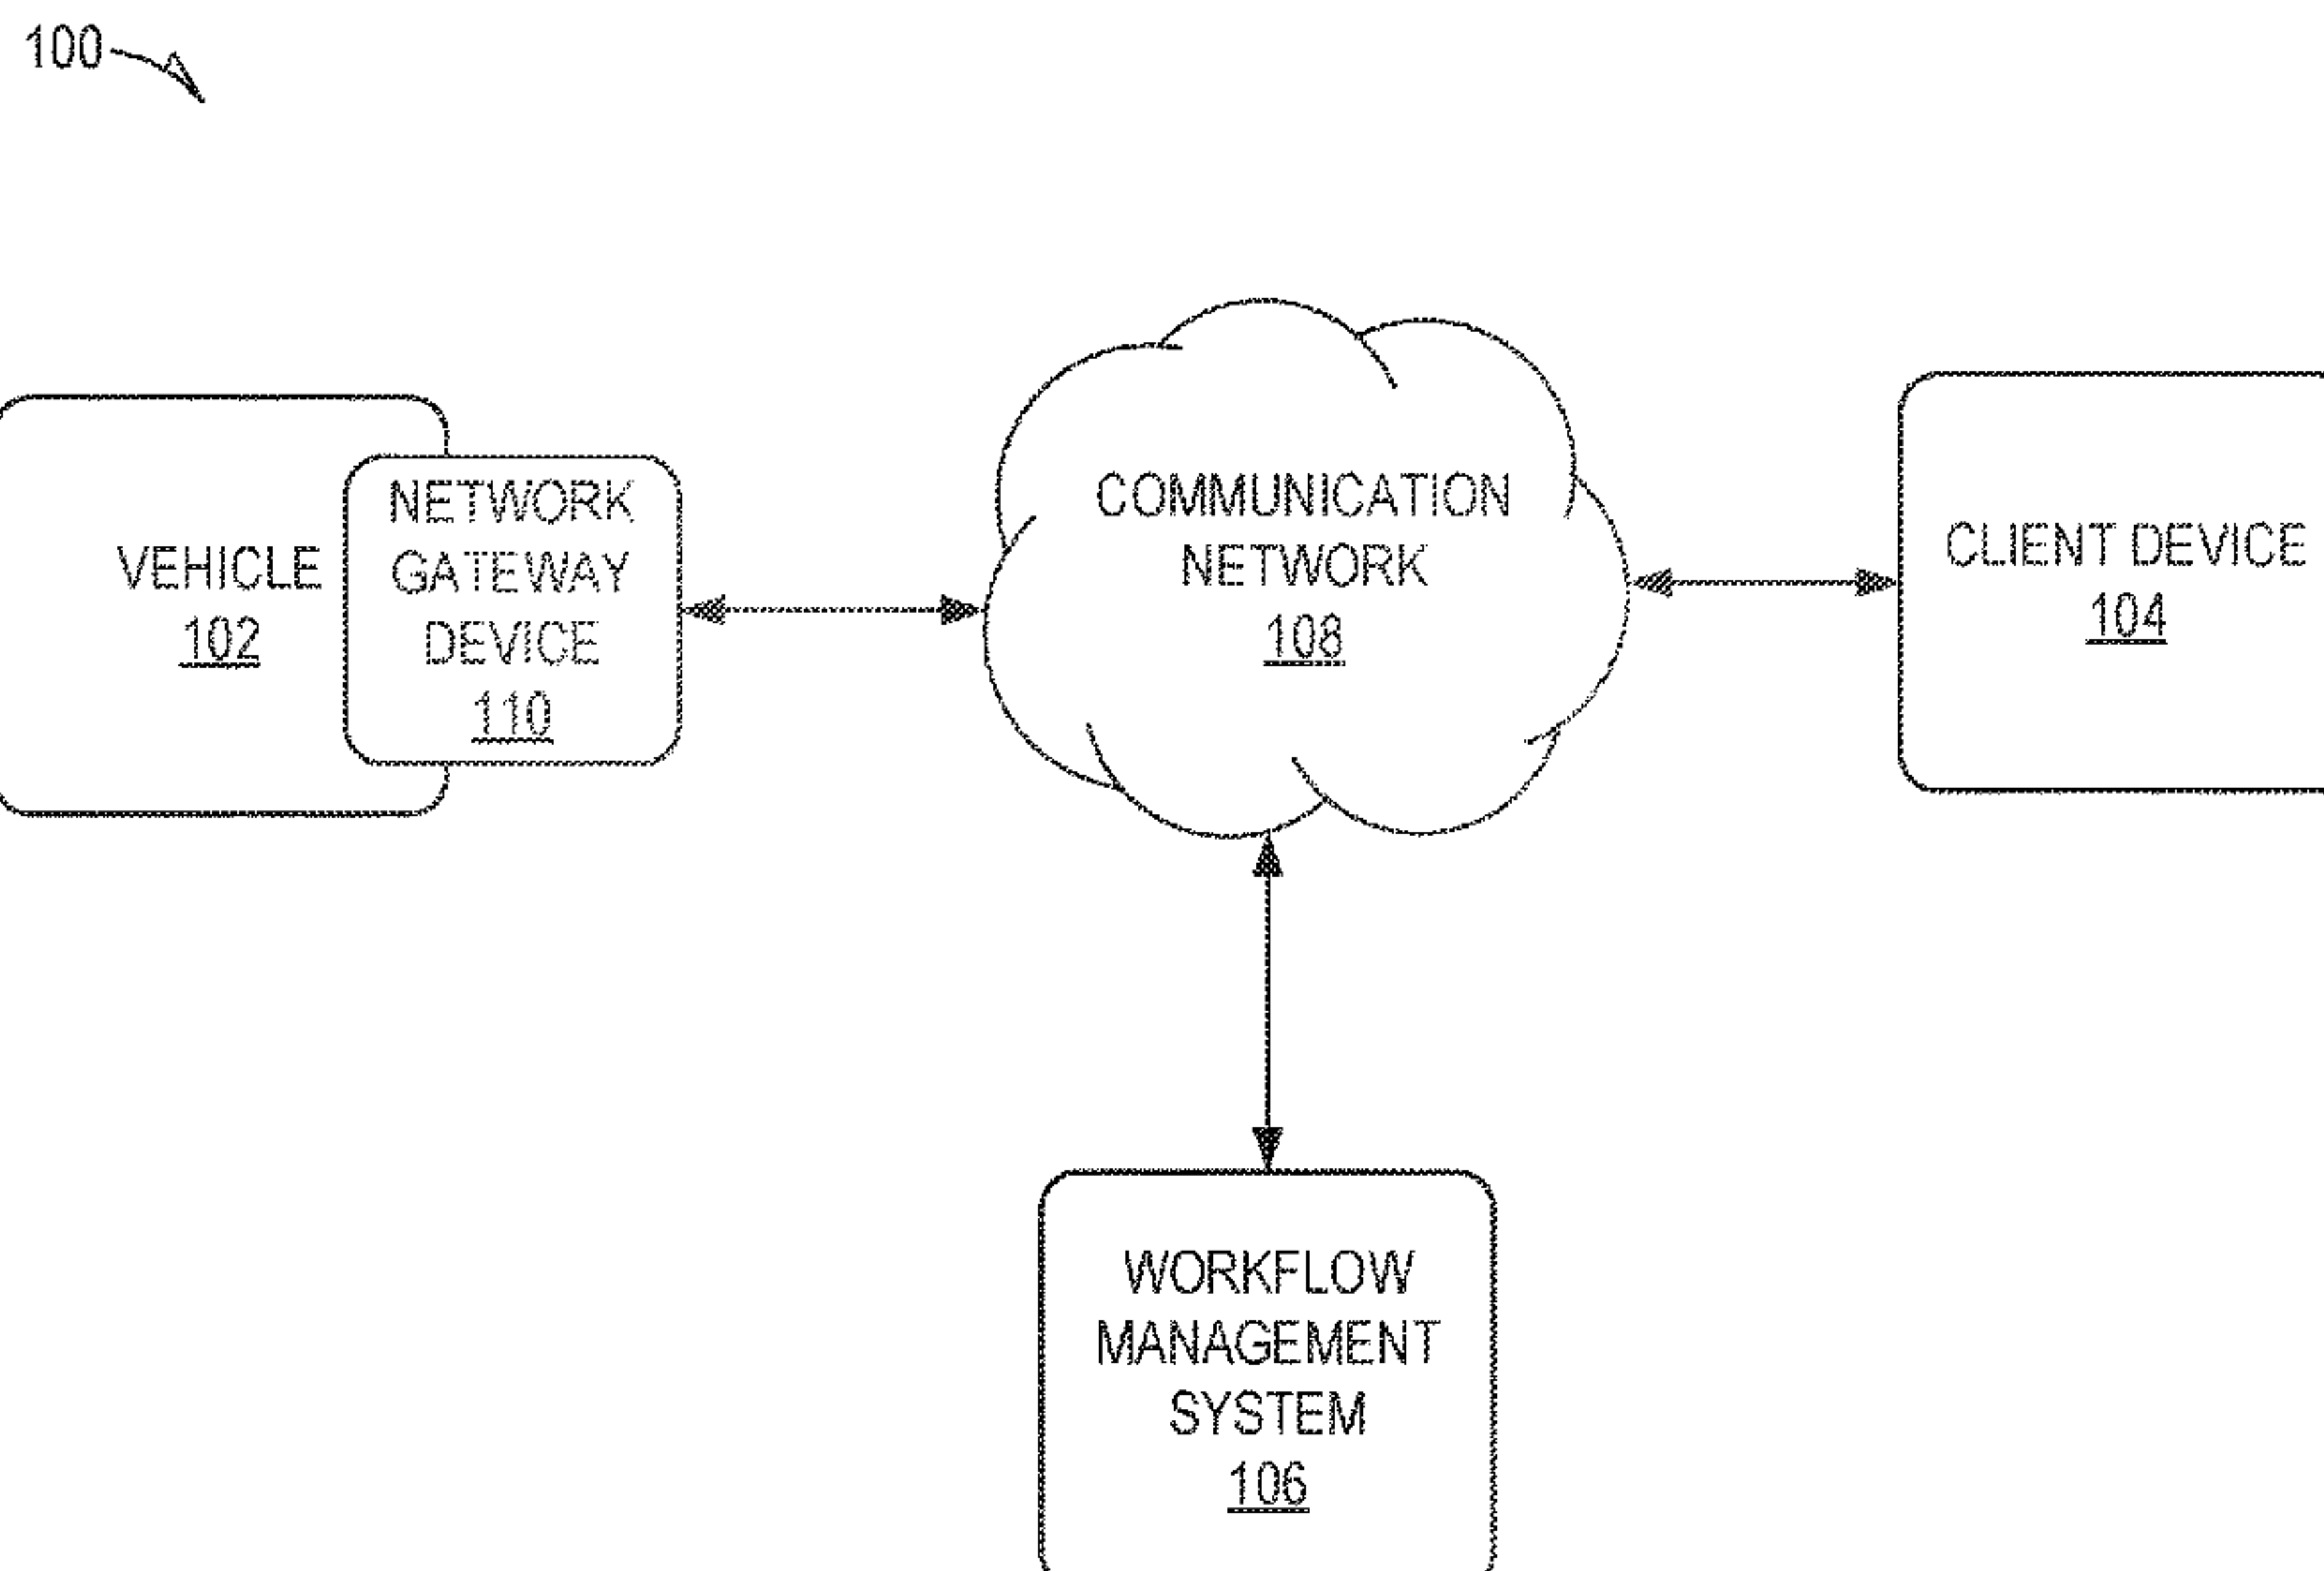 100
VEHICLE
102
NETWORK
GATEWAY
DEVICE
110
COMMUNICATION
NETWORK
108
CLIENT DEVICE
104
WORKFLOW
MANAGEMENT
SYSTEM
106